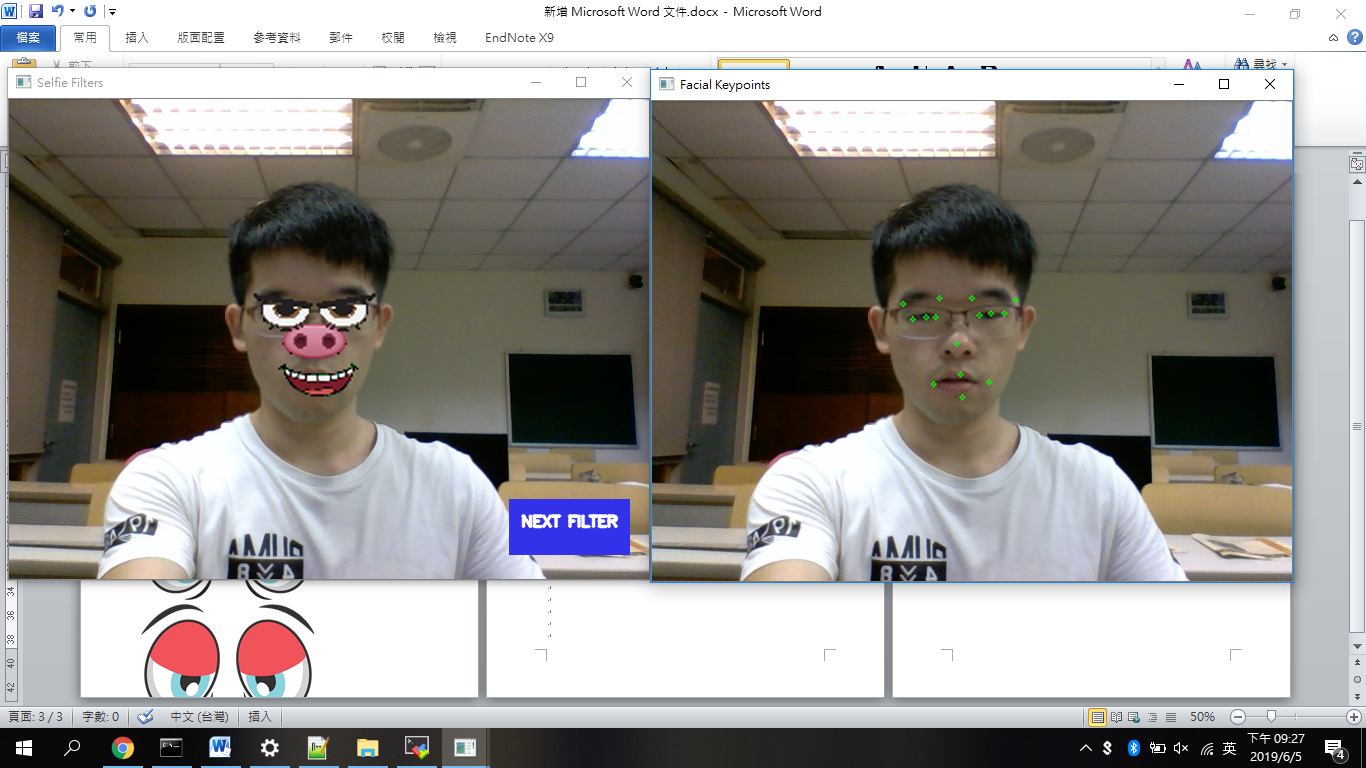 新增 Microsoft Word 文件.docx - Microsoft Word
檔案 常用 插入 版面配置 參考資料 郵件 校閱 檢視 EndNote X9
尋找
Selfie Filters
Facial Keypoints
NEXT FILTER
34
36
38
40
42
頁面: 3 / 3 字數: 0 中文 (台灣) 插入 50%
英 下午 09:27
2019/6/5
4